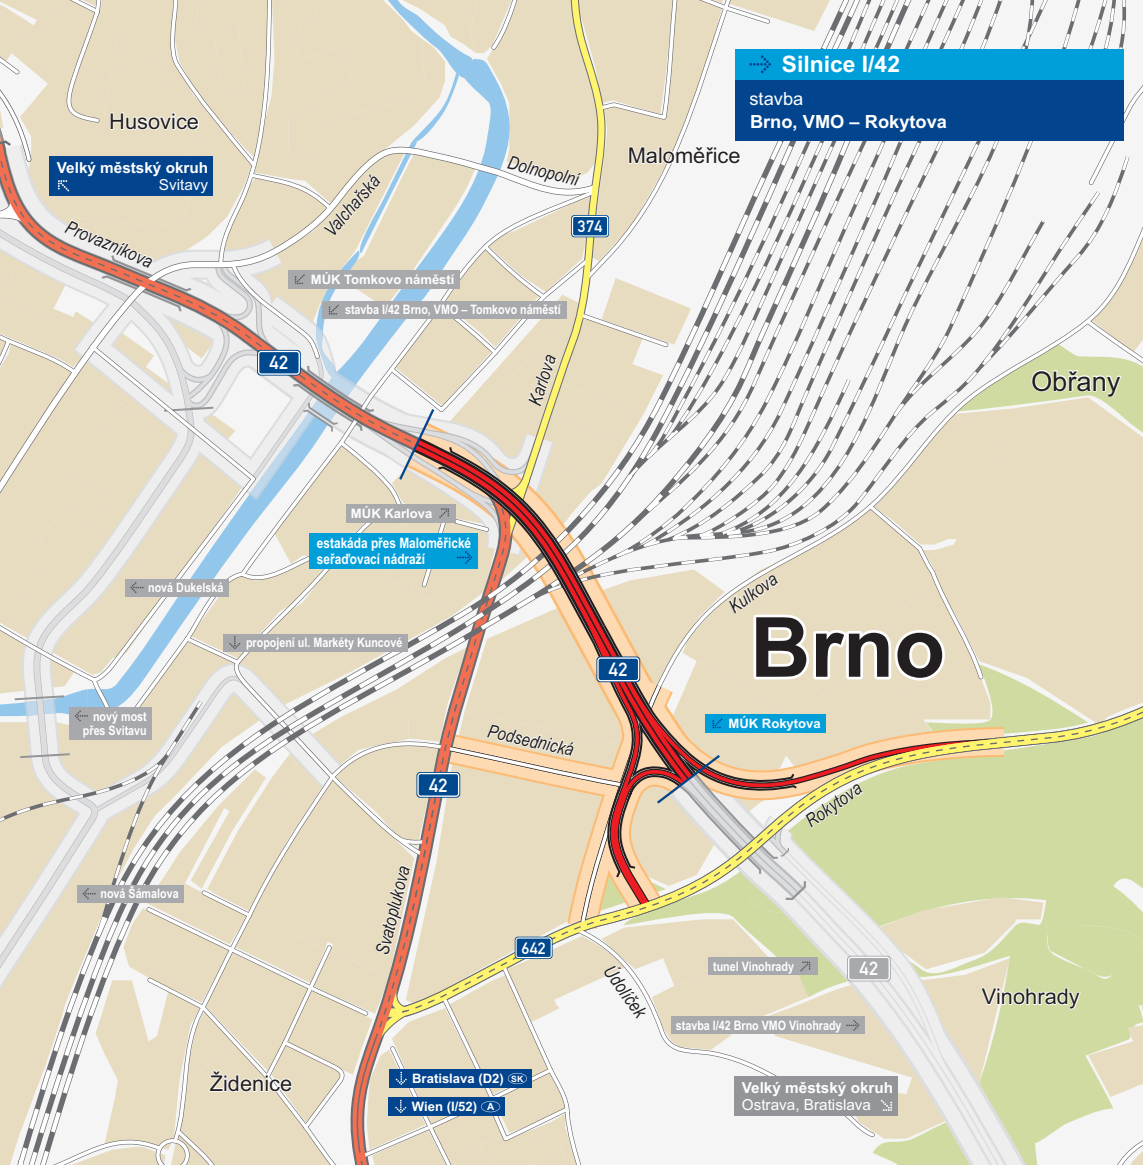 Silnice I/42
stavba
Brno, VMO – Rokytova
Husovice
Maloměřice
Velký městský okruh
Svitavy
Dolnopolní
Valchařská
374
Provazníkova
MÚK Tomkovo náměstí
stavba I/42 Brno, VMO – Tomkovo náměstí
42
Karlova
Obřany
MÚK Karlova
estakáda přes Maloměřické
seřaďovací nádraží
nová Dukelská
Kulkova
propojení ul. Markéty Kuncové
Brno
42
nový most
přes Svitavu
MÚK Rokytova
Podsednická
42
Rokytova
nová Šámalova
Svatoplukova
642
tunel Vinohrady
42
Údolíček
Vinohrady
stavba I/42 Brno VMO Vinohrady
Židenice
Bratislava (D2) SK
Wien (I/52) A
Velký městský okruh
Ostrava, Bratislava